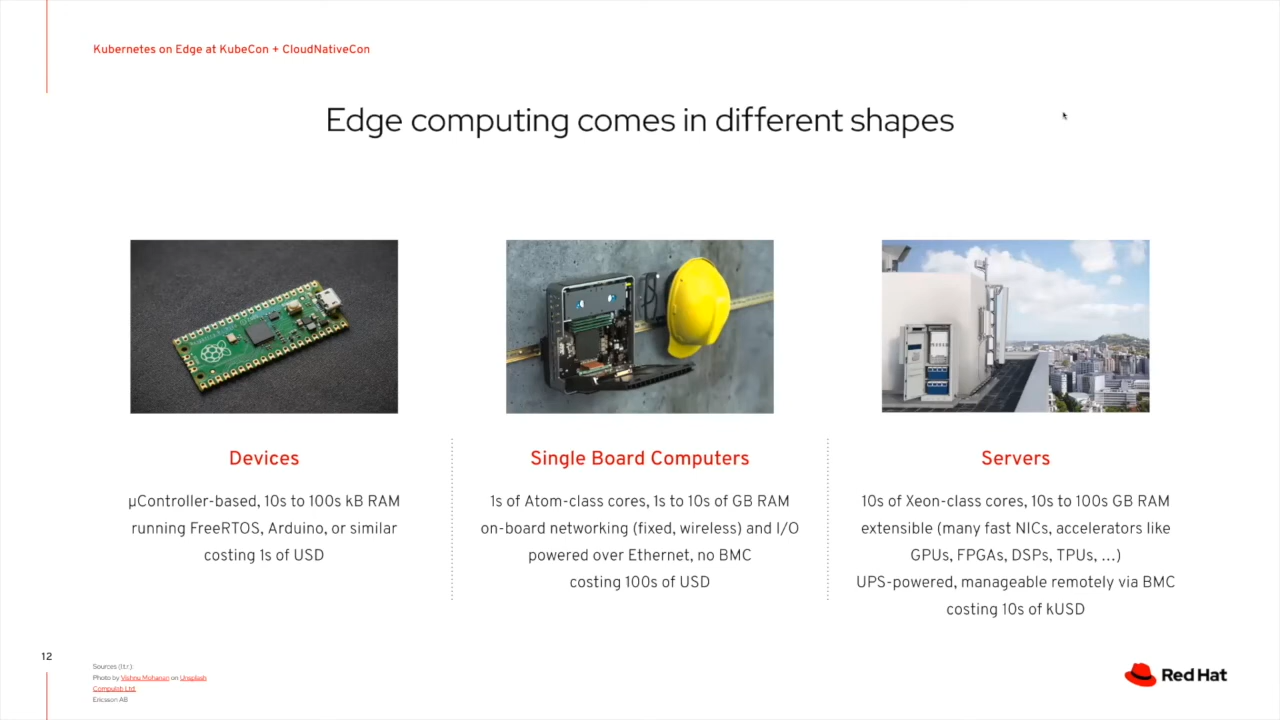 Kubernetes on Edge at KubeCon + CloudNativeCon
Edge computing comes in different shapes
Devices
µController-based, 10s to 100s kB RAM
running FreeRTOS, Arduino, or similar
costing 1s of USD
Single Board Computers
1s of Atom-class cores, 1s to 10s of GB RAM
on-board networking (fixed, wireless) and I/O
powered over Ethernet, no BMC
costing 100s of USD
Servers
10s of Xeon-class cores, 10s to 100s GB RAM
extensible (many fast NICs, accelerators like
GPUs, FPGAs, DSPs, TPUs, ...)
UPS-powered, manageable remotely via BMC
costing 10s of kUSD
12
Sources (l.t.r.):
Photo by Vishnu Mohanan on Unsplash
Compulab Ltd.
Ericsson AB
Red Hat